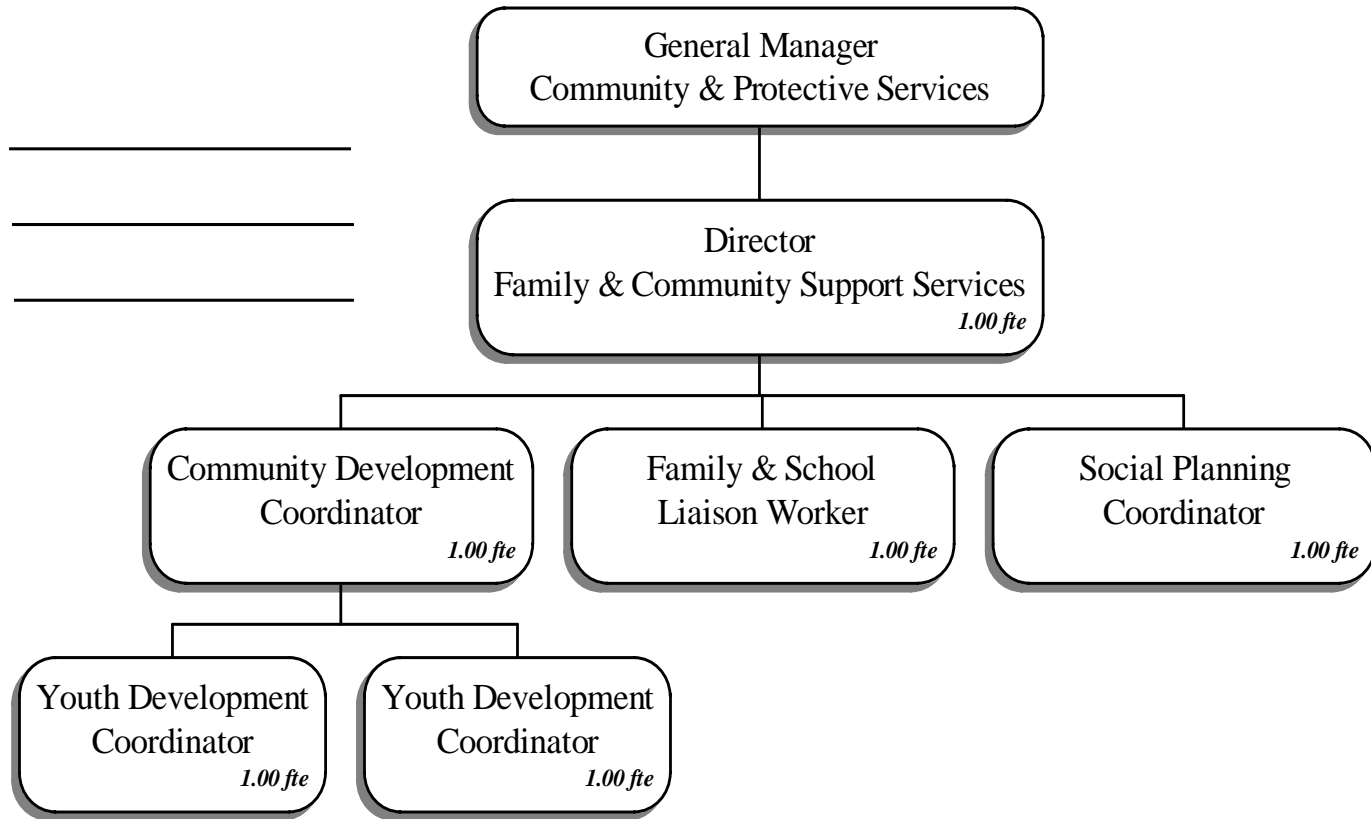 General Manager
Community & Protective Services
Director
Family & Community Support Services
1.00 fte
Community Development
Coordinator
1.00 fte
Family & School
Liaison Worker
1.00 fte
Social Planning
Coordinator
1.00 fte
Youth Development
Coordinator
1.00 fte
Youth Development
Coordinator
1.00 fte